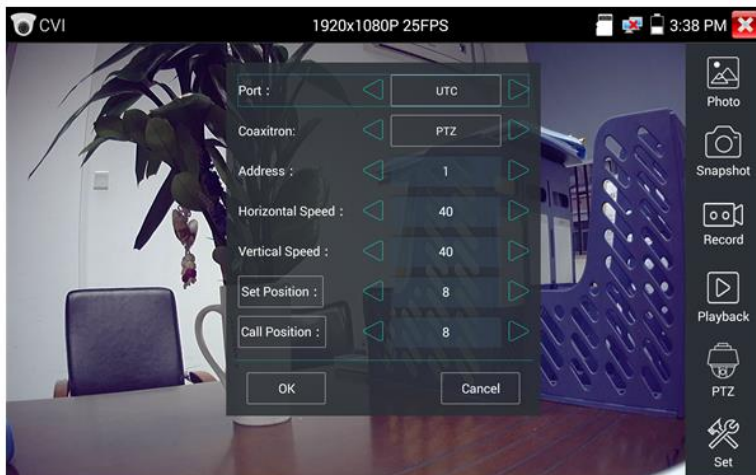 CVI 1920x1080P 25FPS 3:38 PM
Port : UTC
Coaxitron: PTZ
Address : 1
Horizontal Speed : 40
Vertical Speed : 40
Set Position : 8
Call Position : 8
OK Cancel
Photo
Snapshot
Record
Playback
PTZ
Set